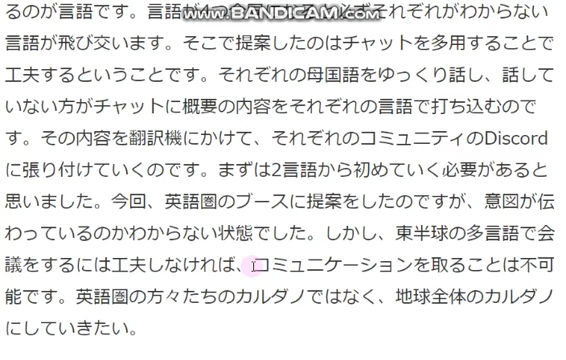 WWW.BANDICAM.COM
るのが言語です。言語が4つ
それぞれがわからない
言語が飛び交います。そこで提案したのはチャットを多用することで
工夫するということです。それぞれの母国語をゆっくり話し、話して
いない方がチャットに概要の内容をそれぞれの言語で打ち込むので
す。その内容を翻訳機にかけて、それぞれのコミュニティのDiscord
に張り付けていくのです。まずは2言語から初めていく必要があると
思いました。今回、英語圏のブースに提案をしたのですが、意図が伝
わっているのかわからない状態でした。しかし、東半球の多言語で会
議をするには工夫しなければ、コミュニケーションを取ることは不可
能です。英語圏の方々たちのカルダノではなく、地球全体のカルダノ
にしていきたい。